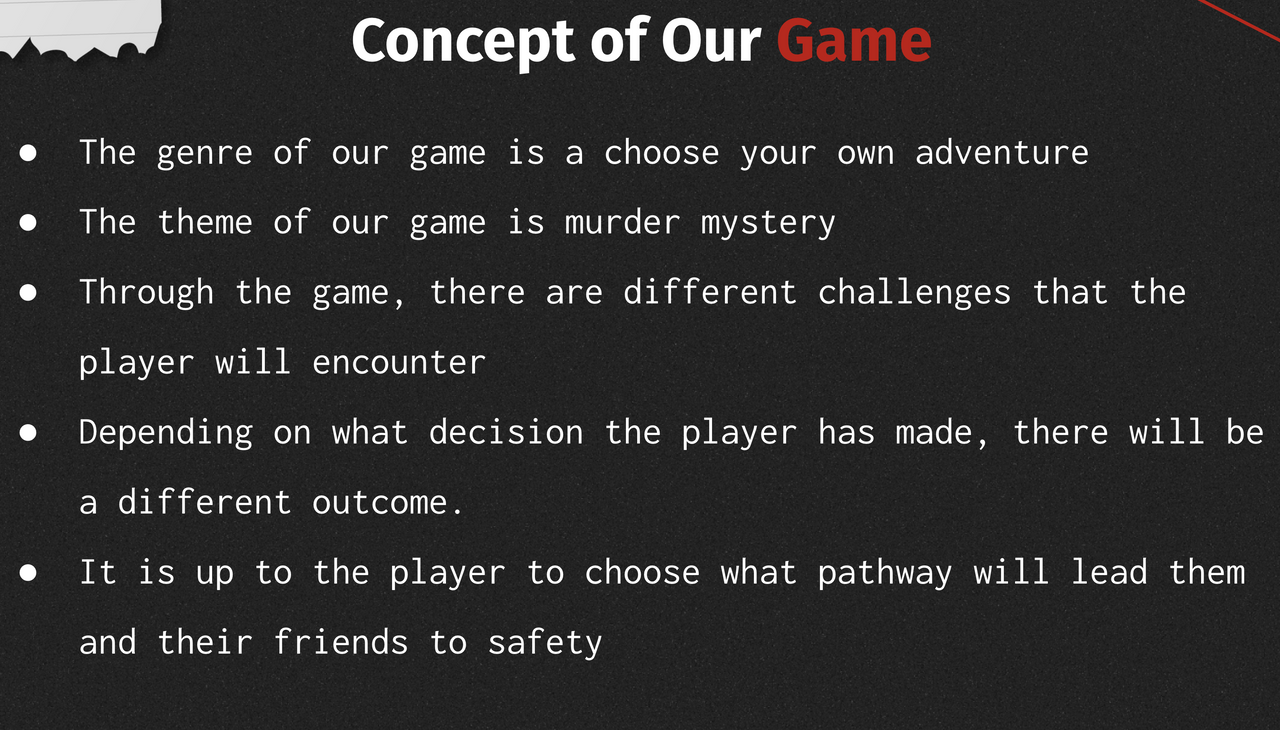 Concept of Our Game
● The genre of our game is a choose your own adventure
● The theme of our game is murder mystery
● Through the game, there are different challenges that the
player will encounter
● Depending on what decision the player has made, there will be
a different outcome.
● It is up to the player to choose what pathway will lead them
and their friends to safety